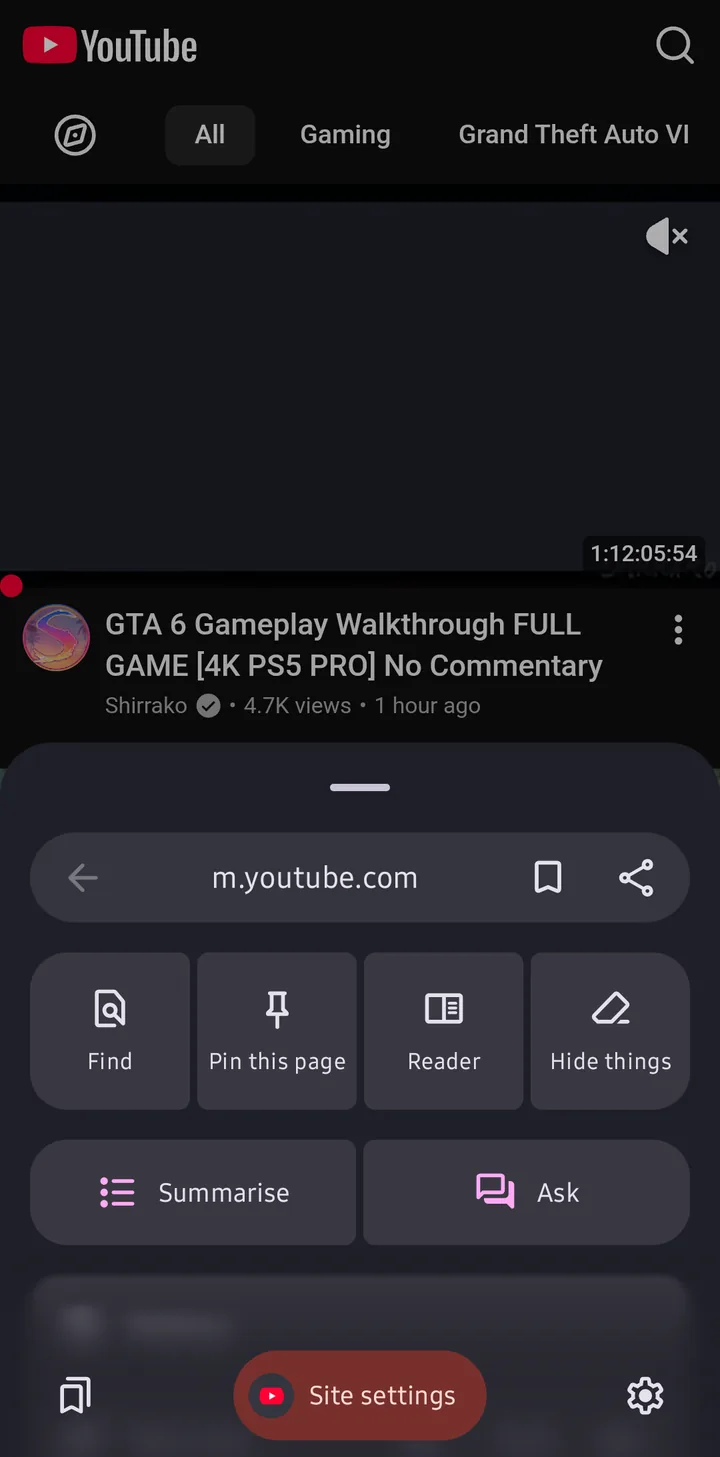 YouTube
All Gaming Grand Theft Auto VI
1:12:05:54
GTA 6 Gameplay Walkthrough FULL
GAME [4K PS5 PRO] No Commentary
Shirrako • 4.7K views • 1 hour ago
m.youtube.com
Find Pin this page Reader Hide things
Summarise Ask
Site settings